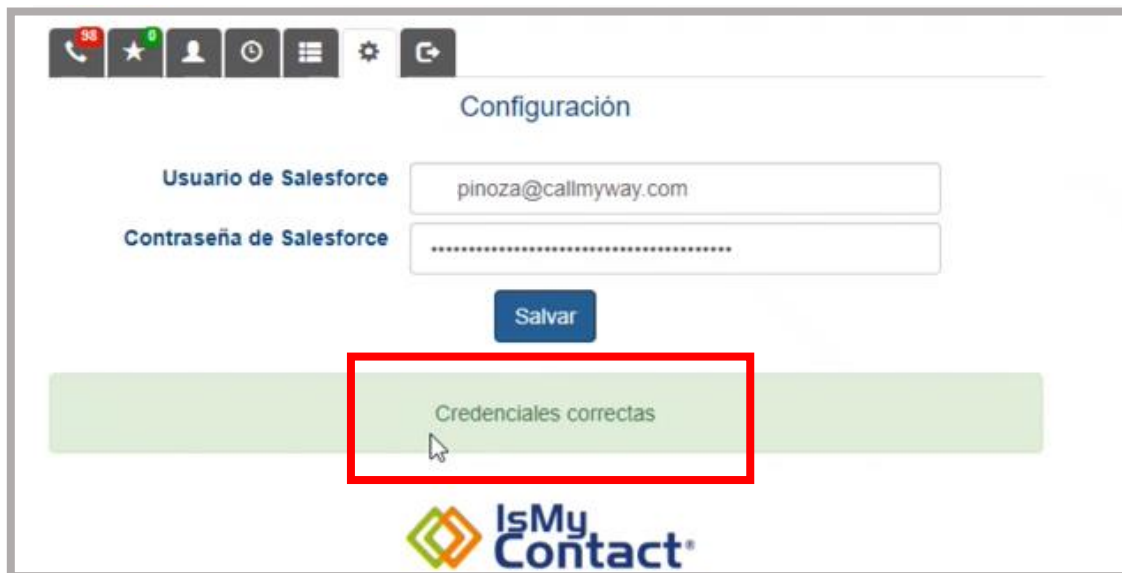 98
0
Configuración
Usuario de Salesforce
pinoza@callmyway.com
Contraseña de Salesforce
Salvar
Credenciales correctas
IsMy
Contact®